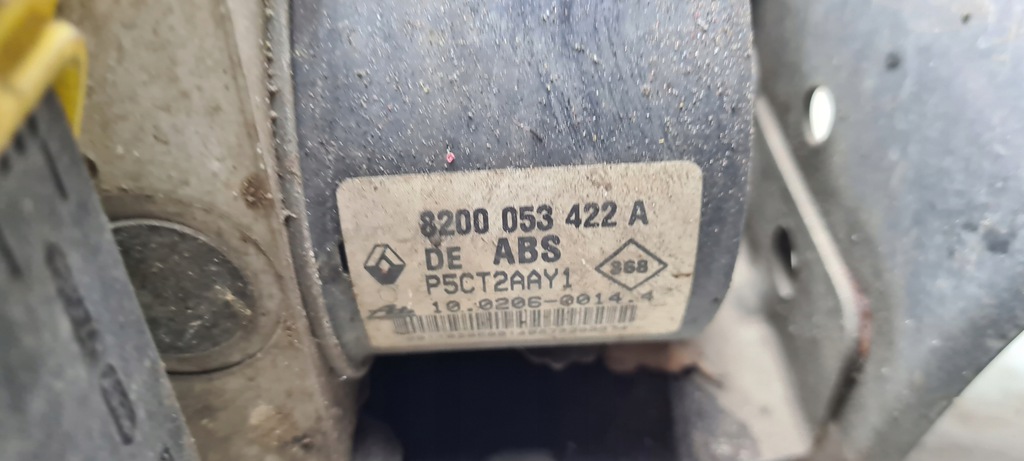 8200 053 422 A
DE ABS
368
P5CT2AAY1
10.0206-0014.4